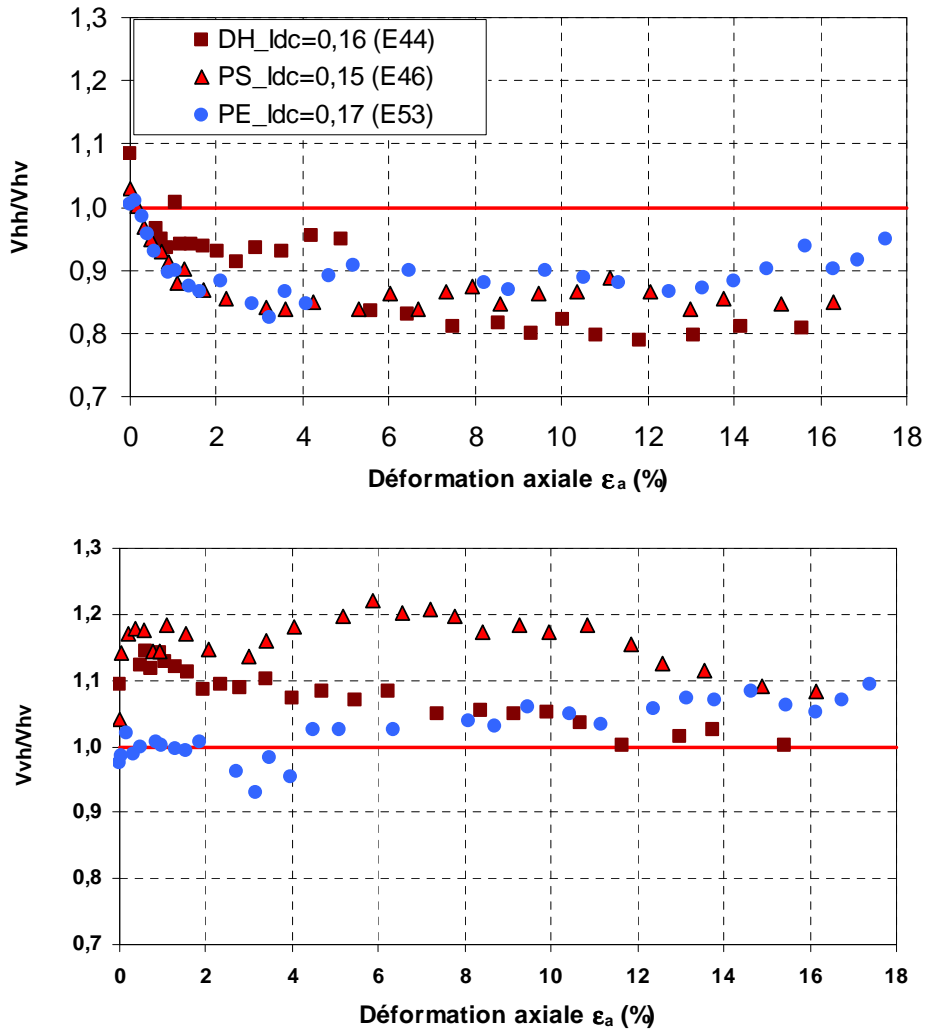 1,3
1,2
1,1
1,0
0,9
0,8
0,7
Vhh/Vhv
DH_Idc=0,16 (E44)
PS_Idc=0,15 (E46)
PE_Idc=0,17 (E53)
0 2 4 6 8 10 12 14 16 18
Déformation axiale εa (%)
1,3
1,2
1,1
1,0
0,9
0,8
0,7
Vvh/Vhv
0 2 4 6 8 10 12 14 16 18
Déformation axiale εa (%)